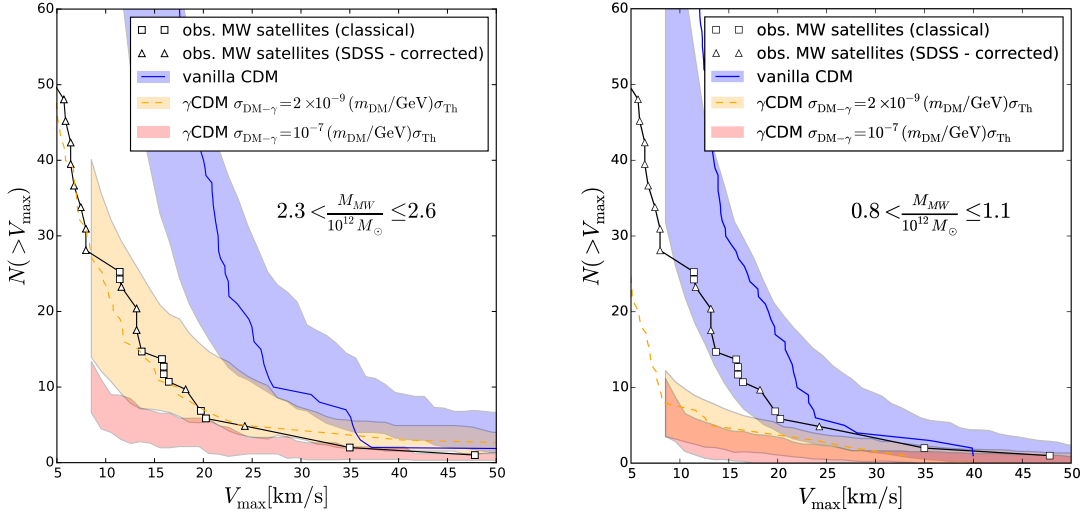 60
50
40
30
20
10
0
N(>V_max)
obs. MW satellites (classical)
obs. MW satellites (SDSS - corrected)
vanilla CDM
γCDM σ_DM−γ=2×10^−9 (m_DM/GeV)σ_Th
γCDM σ_DM−γ=10^−7 (m_DM/GeV)σ_Th
2.3 < M_MW/10^12 M_⊙ ≤2.6
5 10 15 20 25 30 35 40 45 50
V_max[km/s]
60
50
40
30
20
10
0
N(>V_max)
obs. MW satellites (classical)
obs. MW satellites (SDSS - corrected)
vanilla CDM
γCDM σ_DM−γ=2×10^−9 (m_DM/GeV)σ_Th
γCDM σ_DM−γ=10^−7 (m_DM/GeV)σ_Th
0.8 < M_MW/10^12 M_⊙ ≤1.1
5 10 15 20 25 30 35 40 45 50
V_max[km/s]